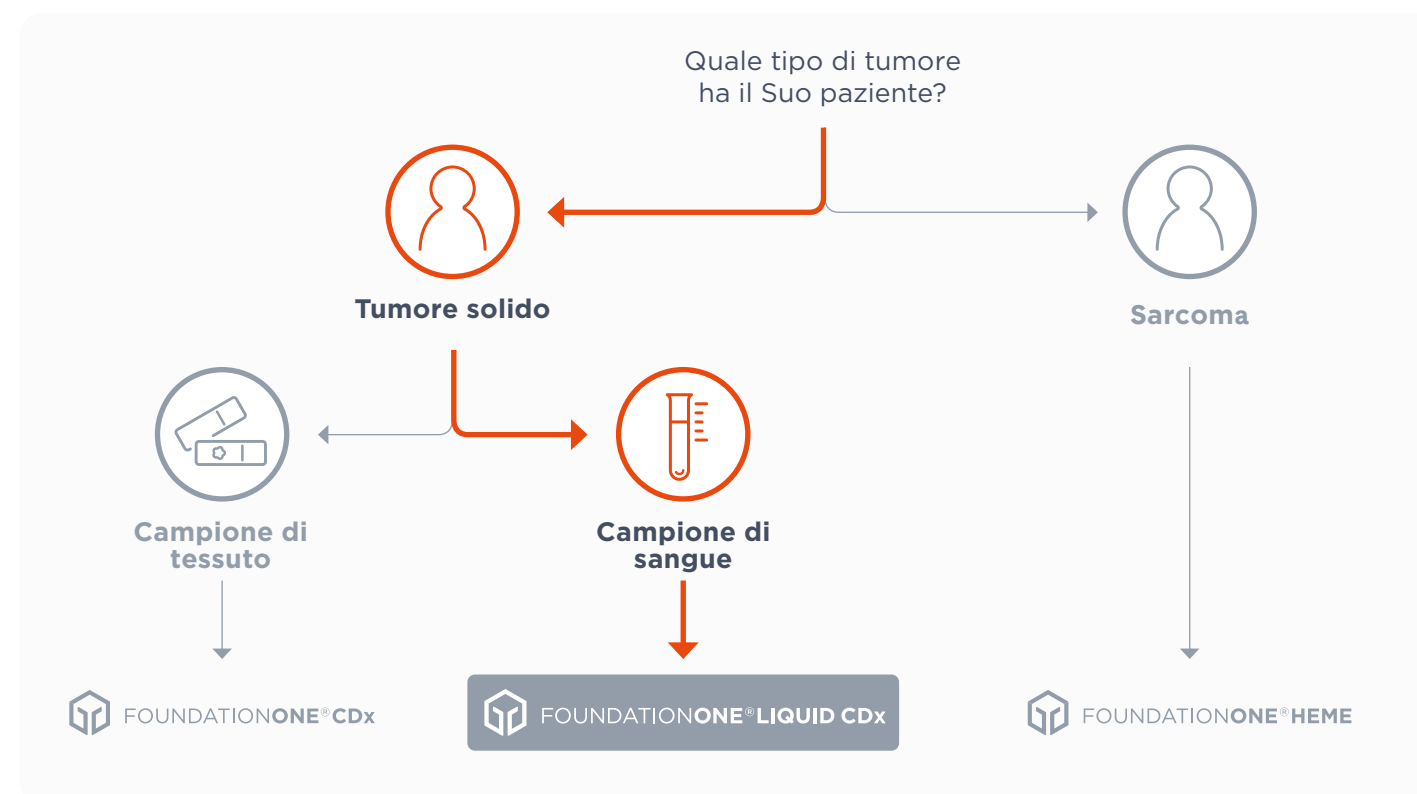 Quale tipo di tumore
ha il Suo paziente?
Tumore solido
Sarcoma
Campione di
tessuto
Campione di
sangue
FOUNDATIONONE®CDx
FOUNDATIONONE®LIQUID CDx
FOUNDATIONONE®HEME